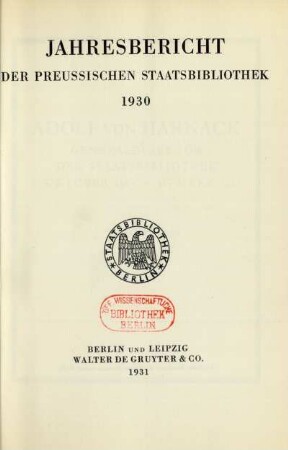 JAHRESBERICHT
DER PREUSSISCHEN STAATSBIBLIOTHEK
1930
STAATSBIBLIOTHEK
BERLIN
WISSENSCHAFTLICHE
BIBLIOTHEK
BERLIN
BERLIN UND LEIPZIG
WALTER DE GRUYTER & CO.
1931